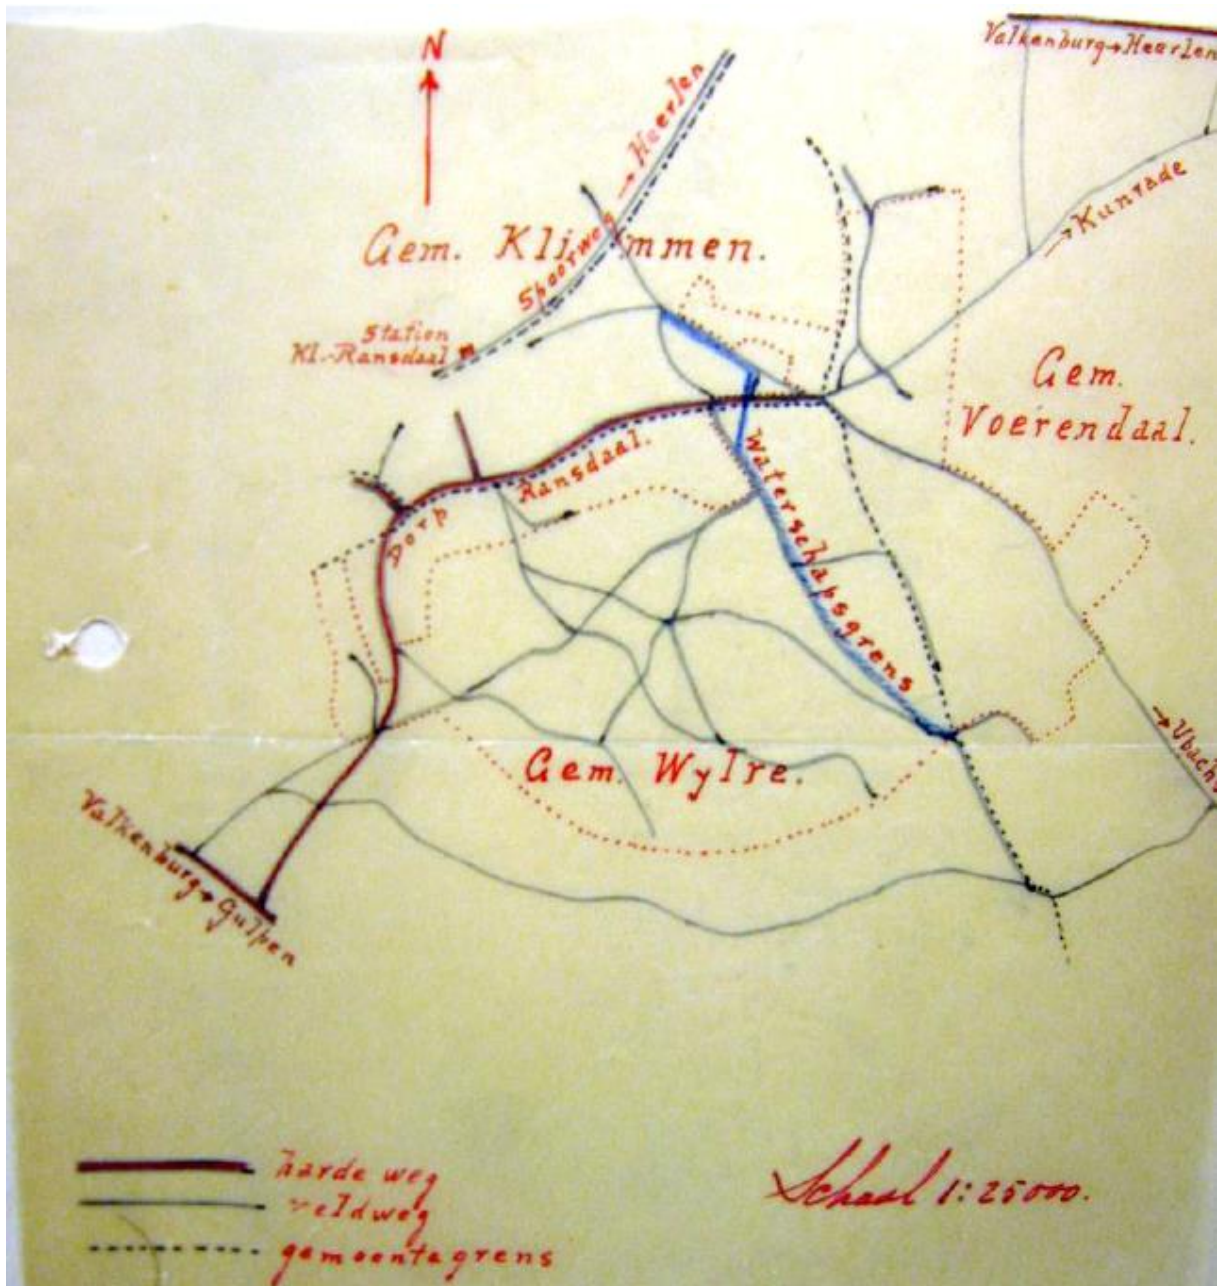 N
Valkenburg → Heerlen
→ Heerlen
→ Kunrade
Gem. Klimmen.
Spoorweg
Station
Kl.-Ransdaal
Gem.
Voerendaal.
Dorp Ransdaal.
Waterschapsgrens
Gem. Wylre.
→ Ubachs
Valkenburg → Gulpen
harde weg
veldweg
gemeentegrens
Schaal 1:25000.